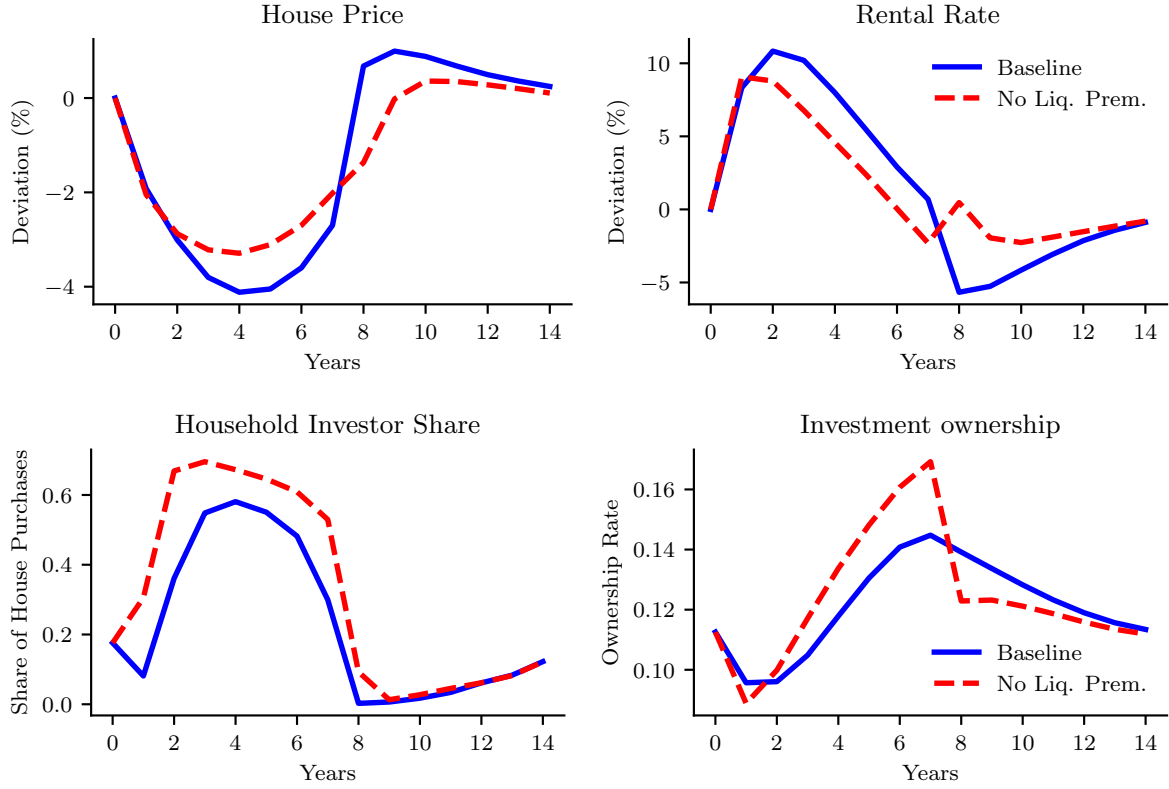 House Price
Deviation (%)
0
−2
−4
0 2 4 6 8 10 12 14
Years
Rental Rate
Deviation (%)
10
5
0
−5
Baseline
No Liq. Prem.
0 2 4 6 8 10 12 14
Years
Household Investor Share
Share of House Purchases
0.6
0.4
0.2
0.0
0 2 4 6 8 10 12 14
Years
Investment ownership
Ownership Rate
0.16
0.14
0.12
0.10
Baseline
No Liq. Prem.
0 2 4 6 8 10 12 14
Years